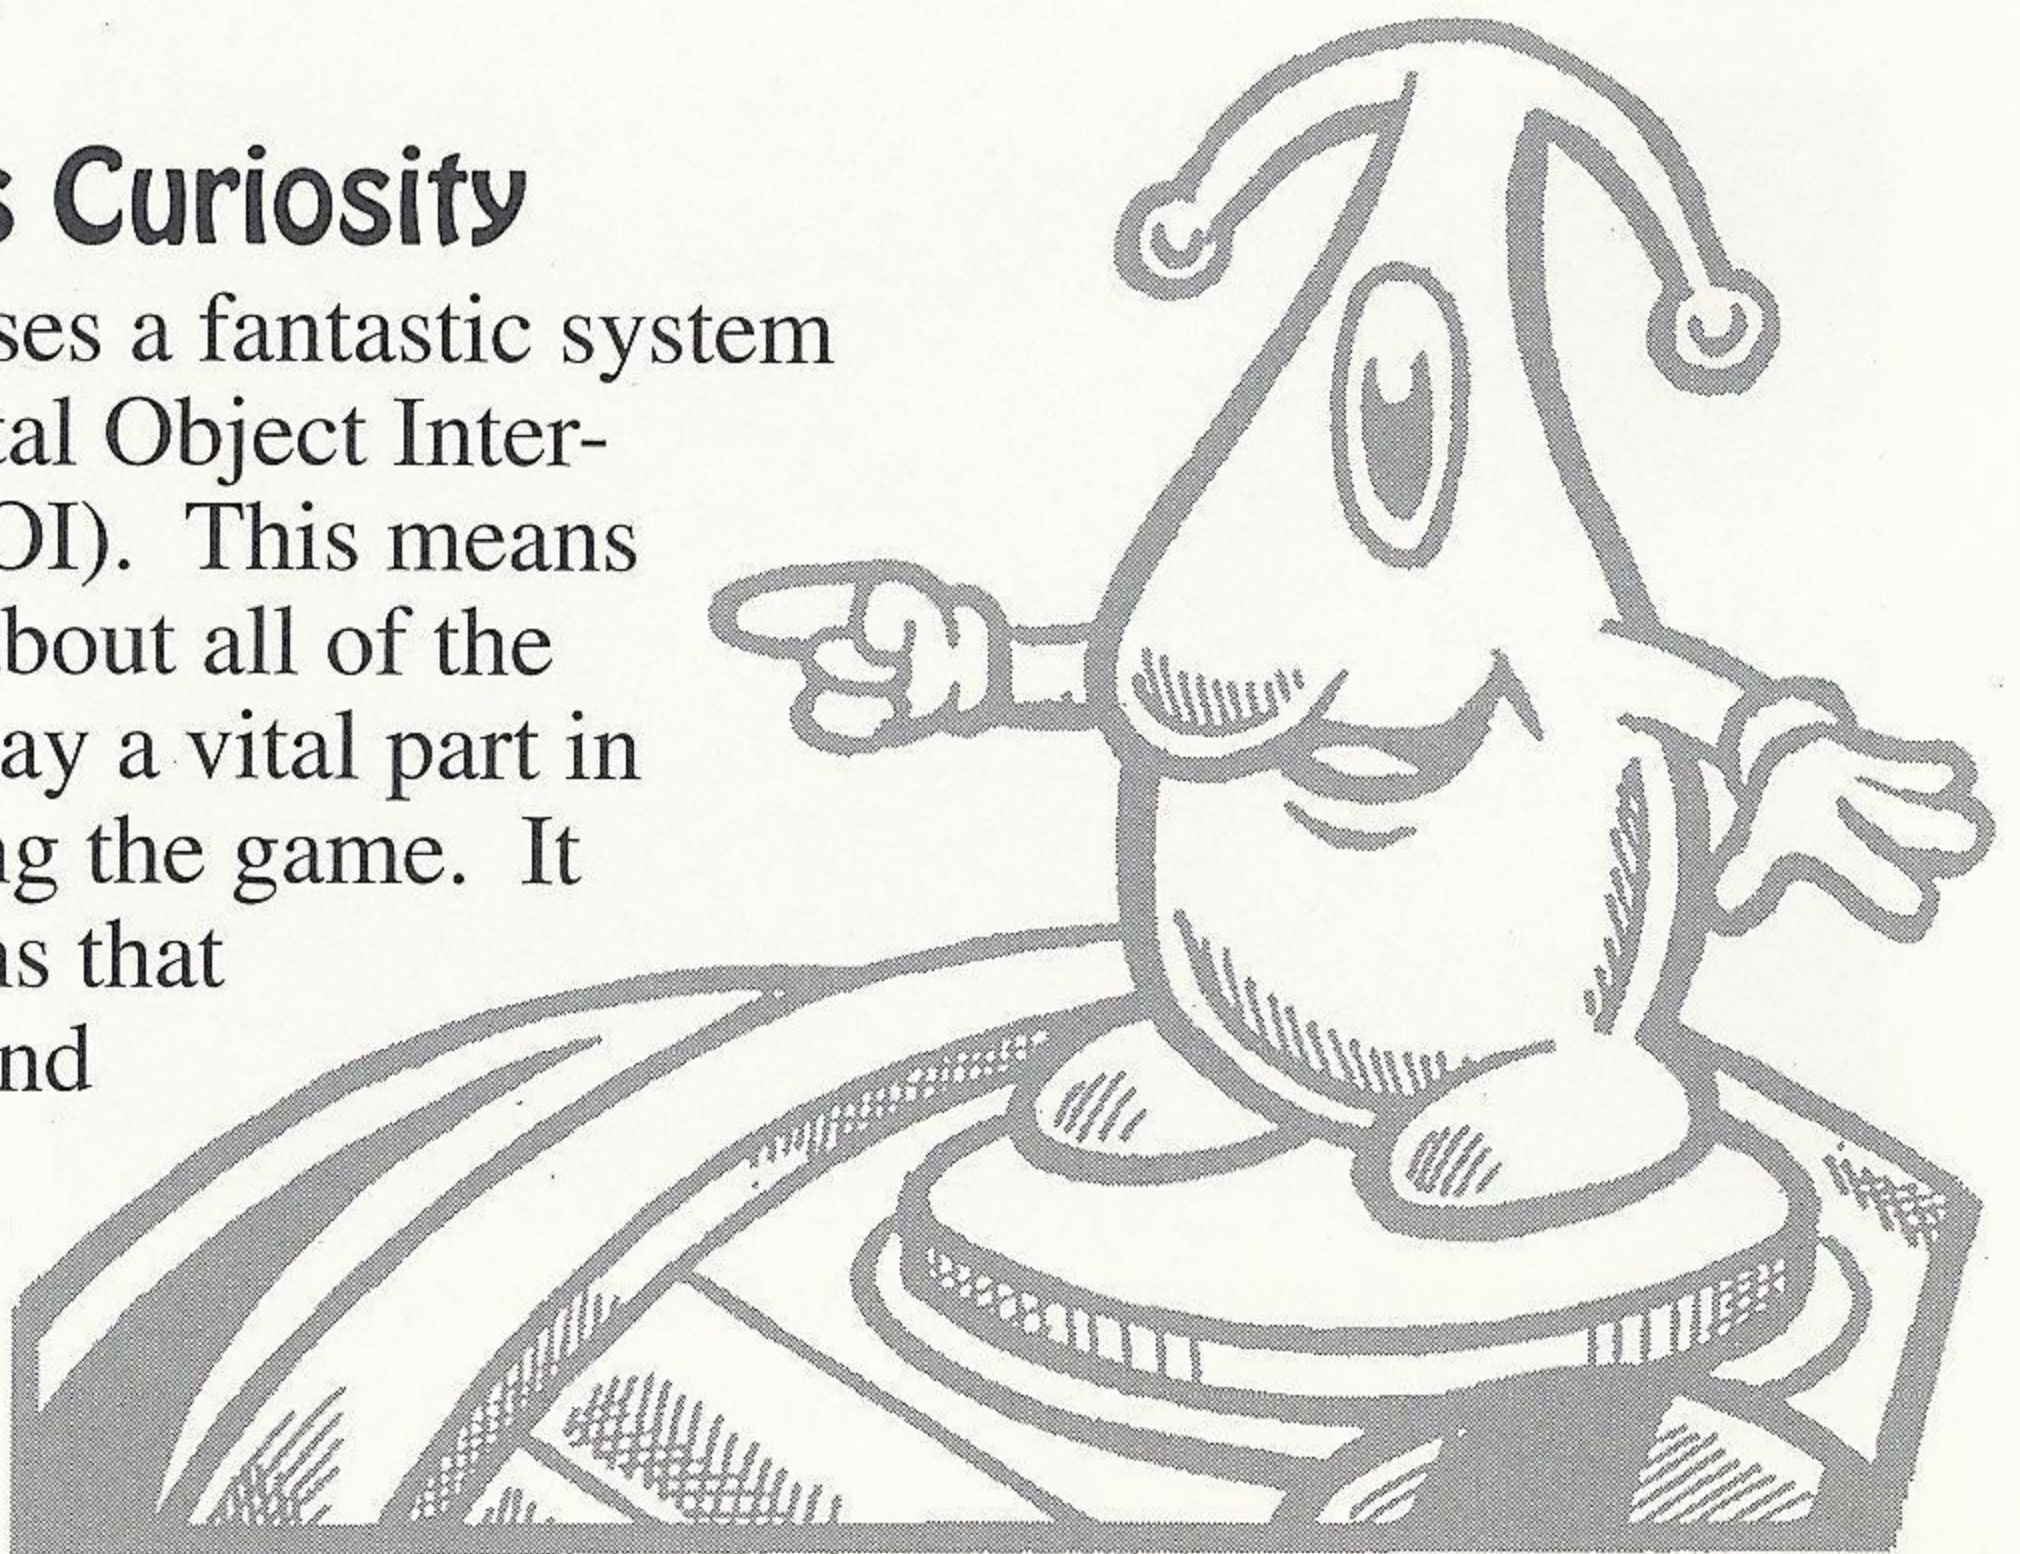 s Curiosity
ses a fantastic system
tal Object Inter-
OI).  This means
bout all of the
ay a vital part in
ng the game.  It
ns that
nd